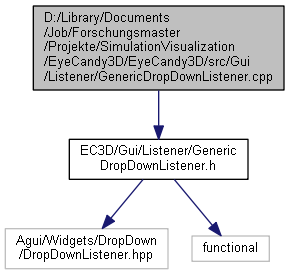 D:/Library/Documents
/Job/Forschungsmaster
/Projekte/SimulationVisualization
/EyeCandy3D/EyeCandy3D/src/Gui
/Listener/GenericDropDownListener.cpp
EC3D/Gui/Listener/Generic
DropDownListener.h
Agui/Widgets/DropDown
/DropDownListener.hpp
functional